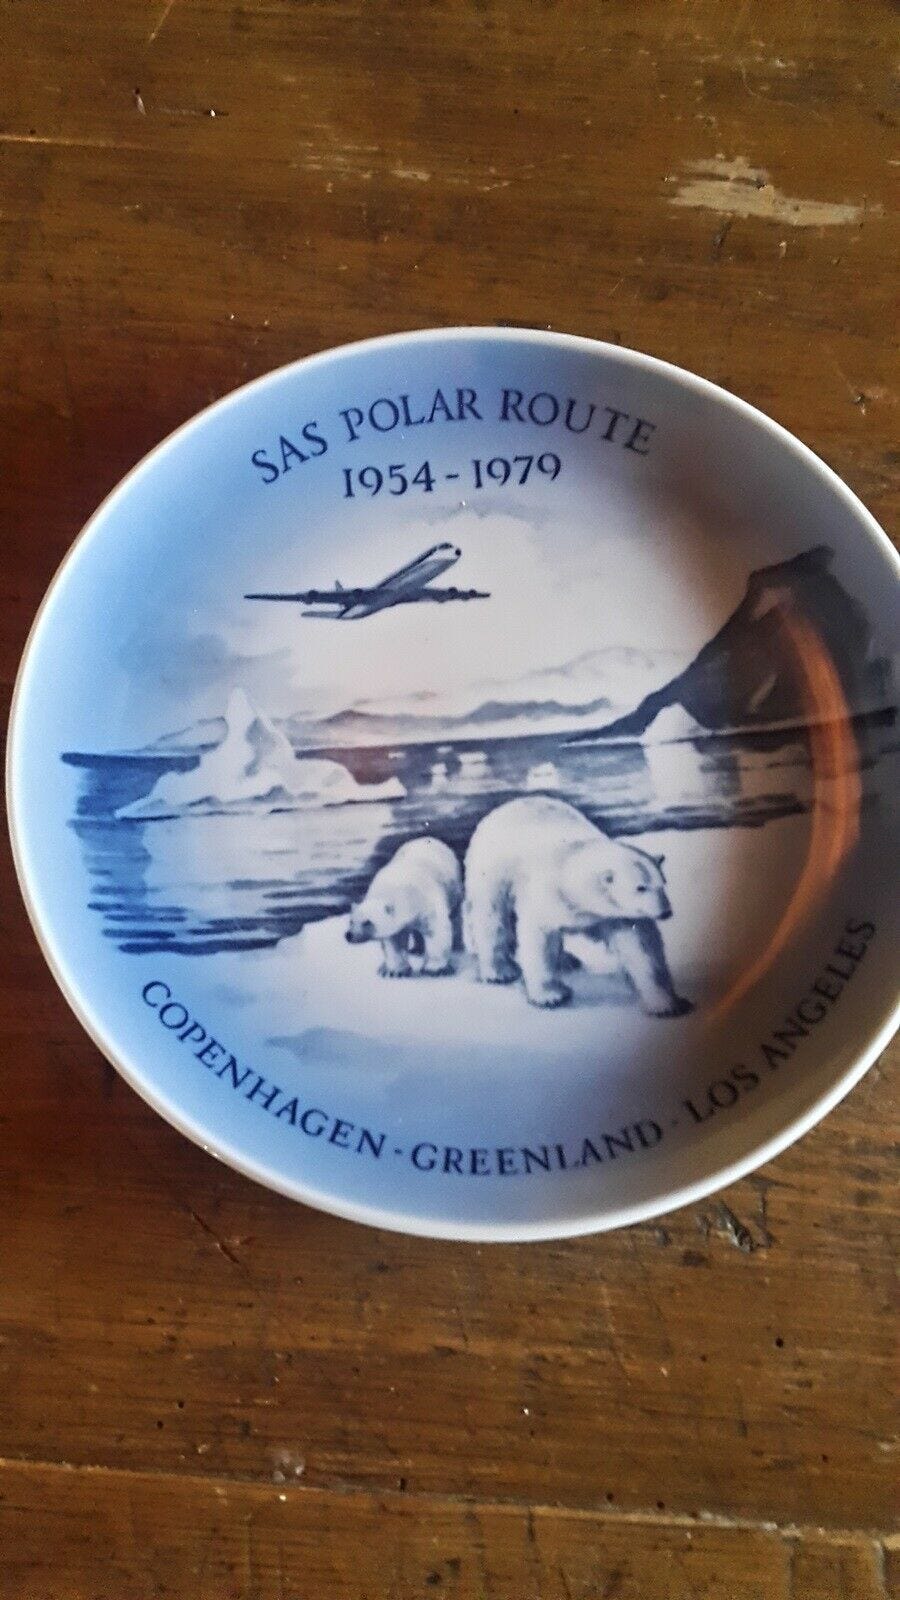 SAS POLAR ROUTE
1954-1979
COPENHAGEN · GREENLAND · LOS ANGELES